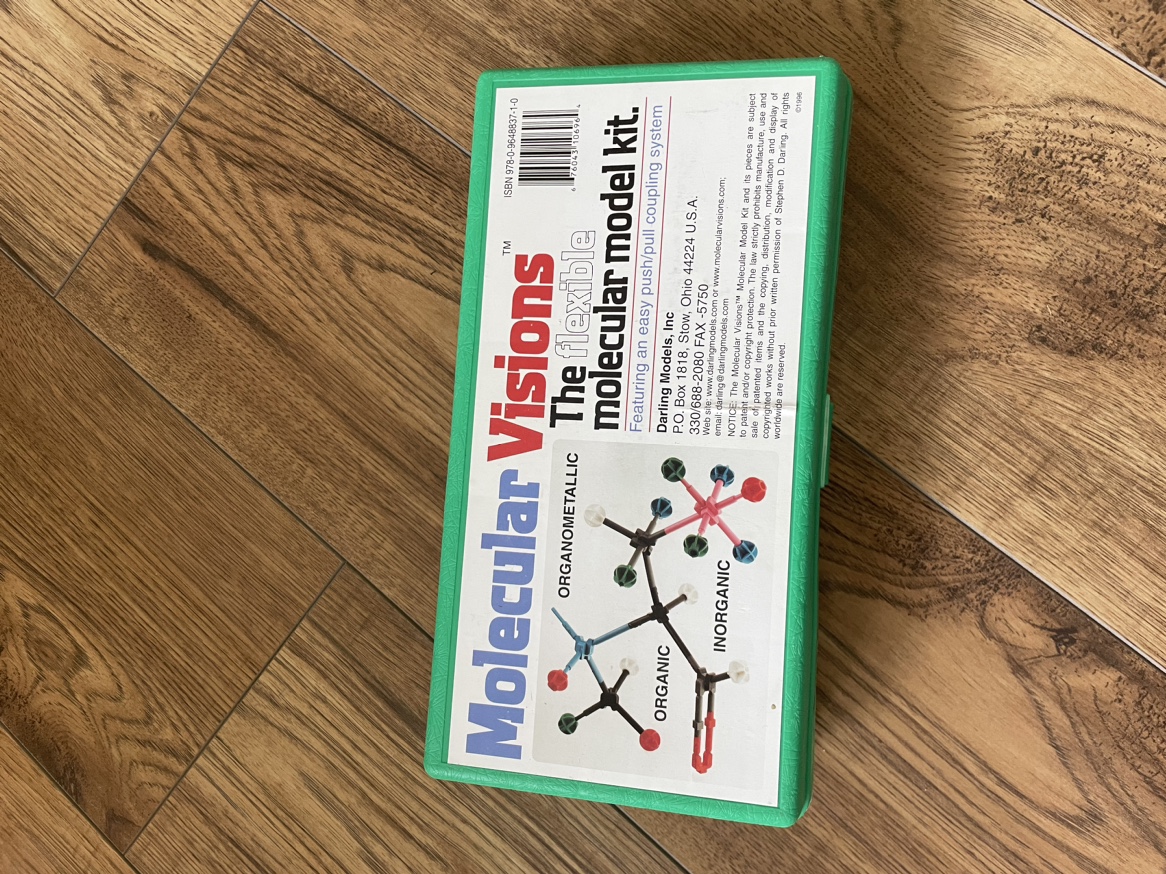 Molecular Visions™
ISBN 978-0-9648837-1-0
6 76043 10696 4
The flexible
molecular model kit.
Featuring an easy push/pull coupling system
Darling Models, Inc
P.O. Box 1818, Stow, Ohio 44224 U.S.A.
330/688-2080 FAX -5750
Web site: www.darlingmodels.com or www.molecularvisions.com;
email: darling@darlingmodels.com
NOTICE: The Molecular Visions™ Molecular Model Kit and its pieces are subject
to patent and/or copyright protection. The law strictly prohibits manufacture, use and
sale of patented items and the copying, distribution, modification and display of
copyrighted works without prior written permission of Stephen D. Darling. All rights
worldwide are reserved.
©1996
ORGANOMETALLIC
ORGANIC
INORGANIC